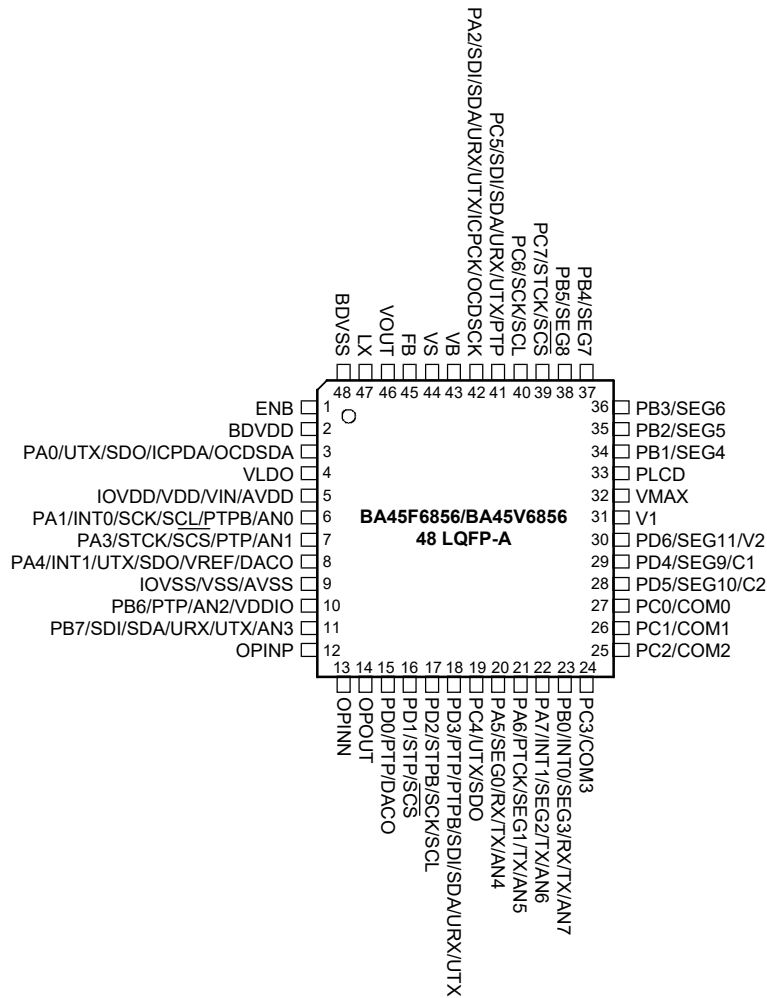 PA2/SDI/SDA/URX/UTX/ICPCK/OCDSCK
PC5/SDI/SDA/URX/UTX/PTP
PC6/SCK/SCL
PC7/STCK/SCS
PB5/SEG8
PB4/SEG7
BDVSS
LX
VOUT
FB
VS
VB
48 47 46 45 44 43 42 41 40 39 38 37
ENB 1
BDVDD 2
PA0/UTX/SDO/ICPDA/OCDSDA 3
VLDO 4
IOVDD/VDD/VIN/AVDD 5
PA1/INT0/SCK/SCL/PTPB/AN0 6
PA3/STCK/SCS/PTP/AN1 7
PA4/INT1/UTX/SDO/VREF/DACO 8
IOVSS/VSS/AVSS 9
PB6/PTP/AN2/VDDIO 10
PB7/SDI/SDA/URX/UTX/AN3 11
OPINP 12
BA45F6856/BA45V6856
48 LQFP-A
36 PB3/SEG6
35 PB2/SEG5
34 PB1/SEG4
33 PLCD
32 VMAX
31 V1
30 PD6/SEG11/V2
29 PD4/SEG9/C1
28 PD5/SEG10/C2
27 PC0/COM0
26 PC1/COM1
25 PC2/COM2
13 14 15 16 17 18 19 20 21 22 23 24
OPINN
OPOUT
PD0/PTP/DACO
PD1/STP/SCS
PD2/STPB/SCK/SCL
PD3/PTP/PTPB/SDI/SDA/URX/UTX
PC4/UTX/SDO
PA5/SEG0/RX/TX/AN4
PA6/PTCK/SEG1/TX/AN5
PA7/INT1/SEG2/TX/AN6
PB0/INT0/SEG3/RX/TX/AN7
PC3/COM3